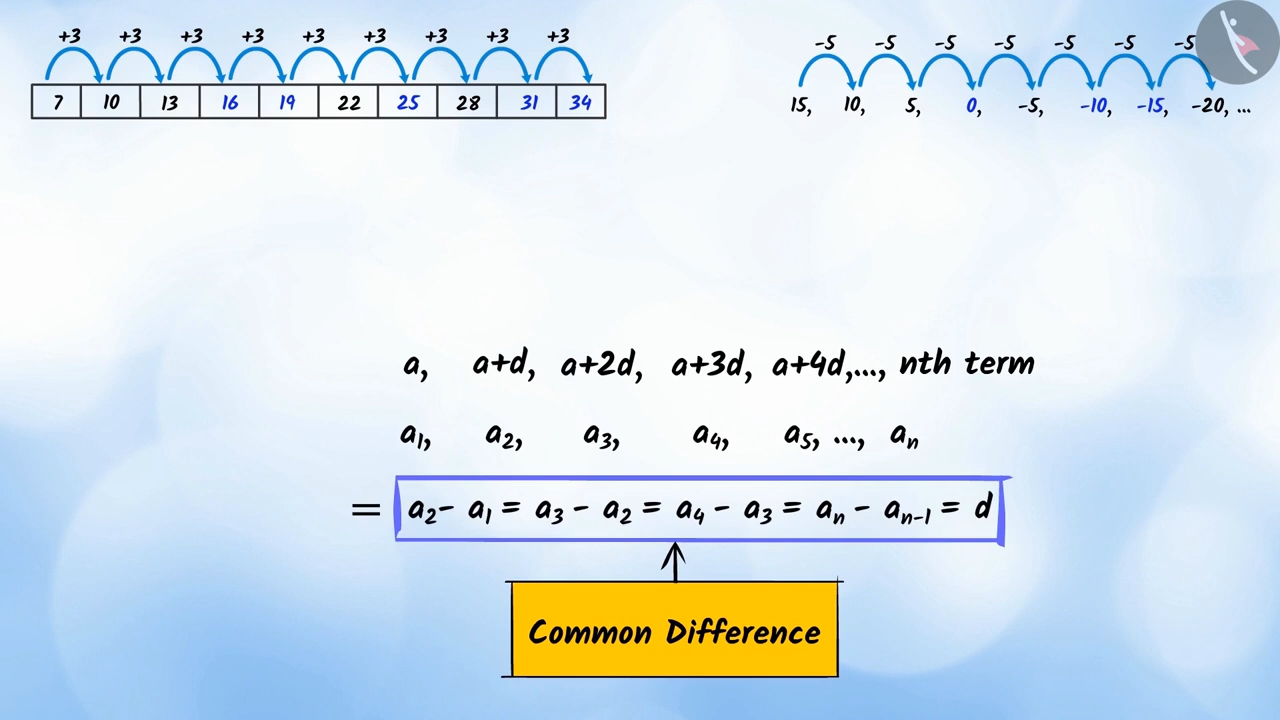 +3 +3 +3 +3 +3 +3 +3 +3 +3
7 10 13 16 19 22 25 28 31 34
-5 -5 -5 -5 -5 -5 -5
15, 10, 5, 0, -5, -10, -15, -20, ...
a, a+d, a+2d, a+3d, a+4d,..., nth term
a₁, a₂, a₃, a₄, a₅, ..., aₙ
= a₂- a₁ = a₃ - a₂ = a₄ - a₃ = aₙ - aₙ₋₁ = d
Common Difference